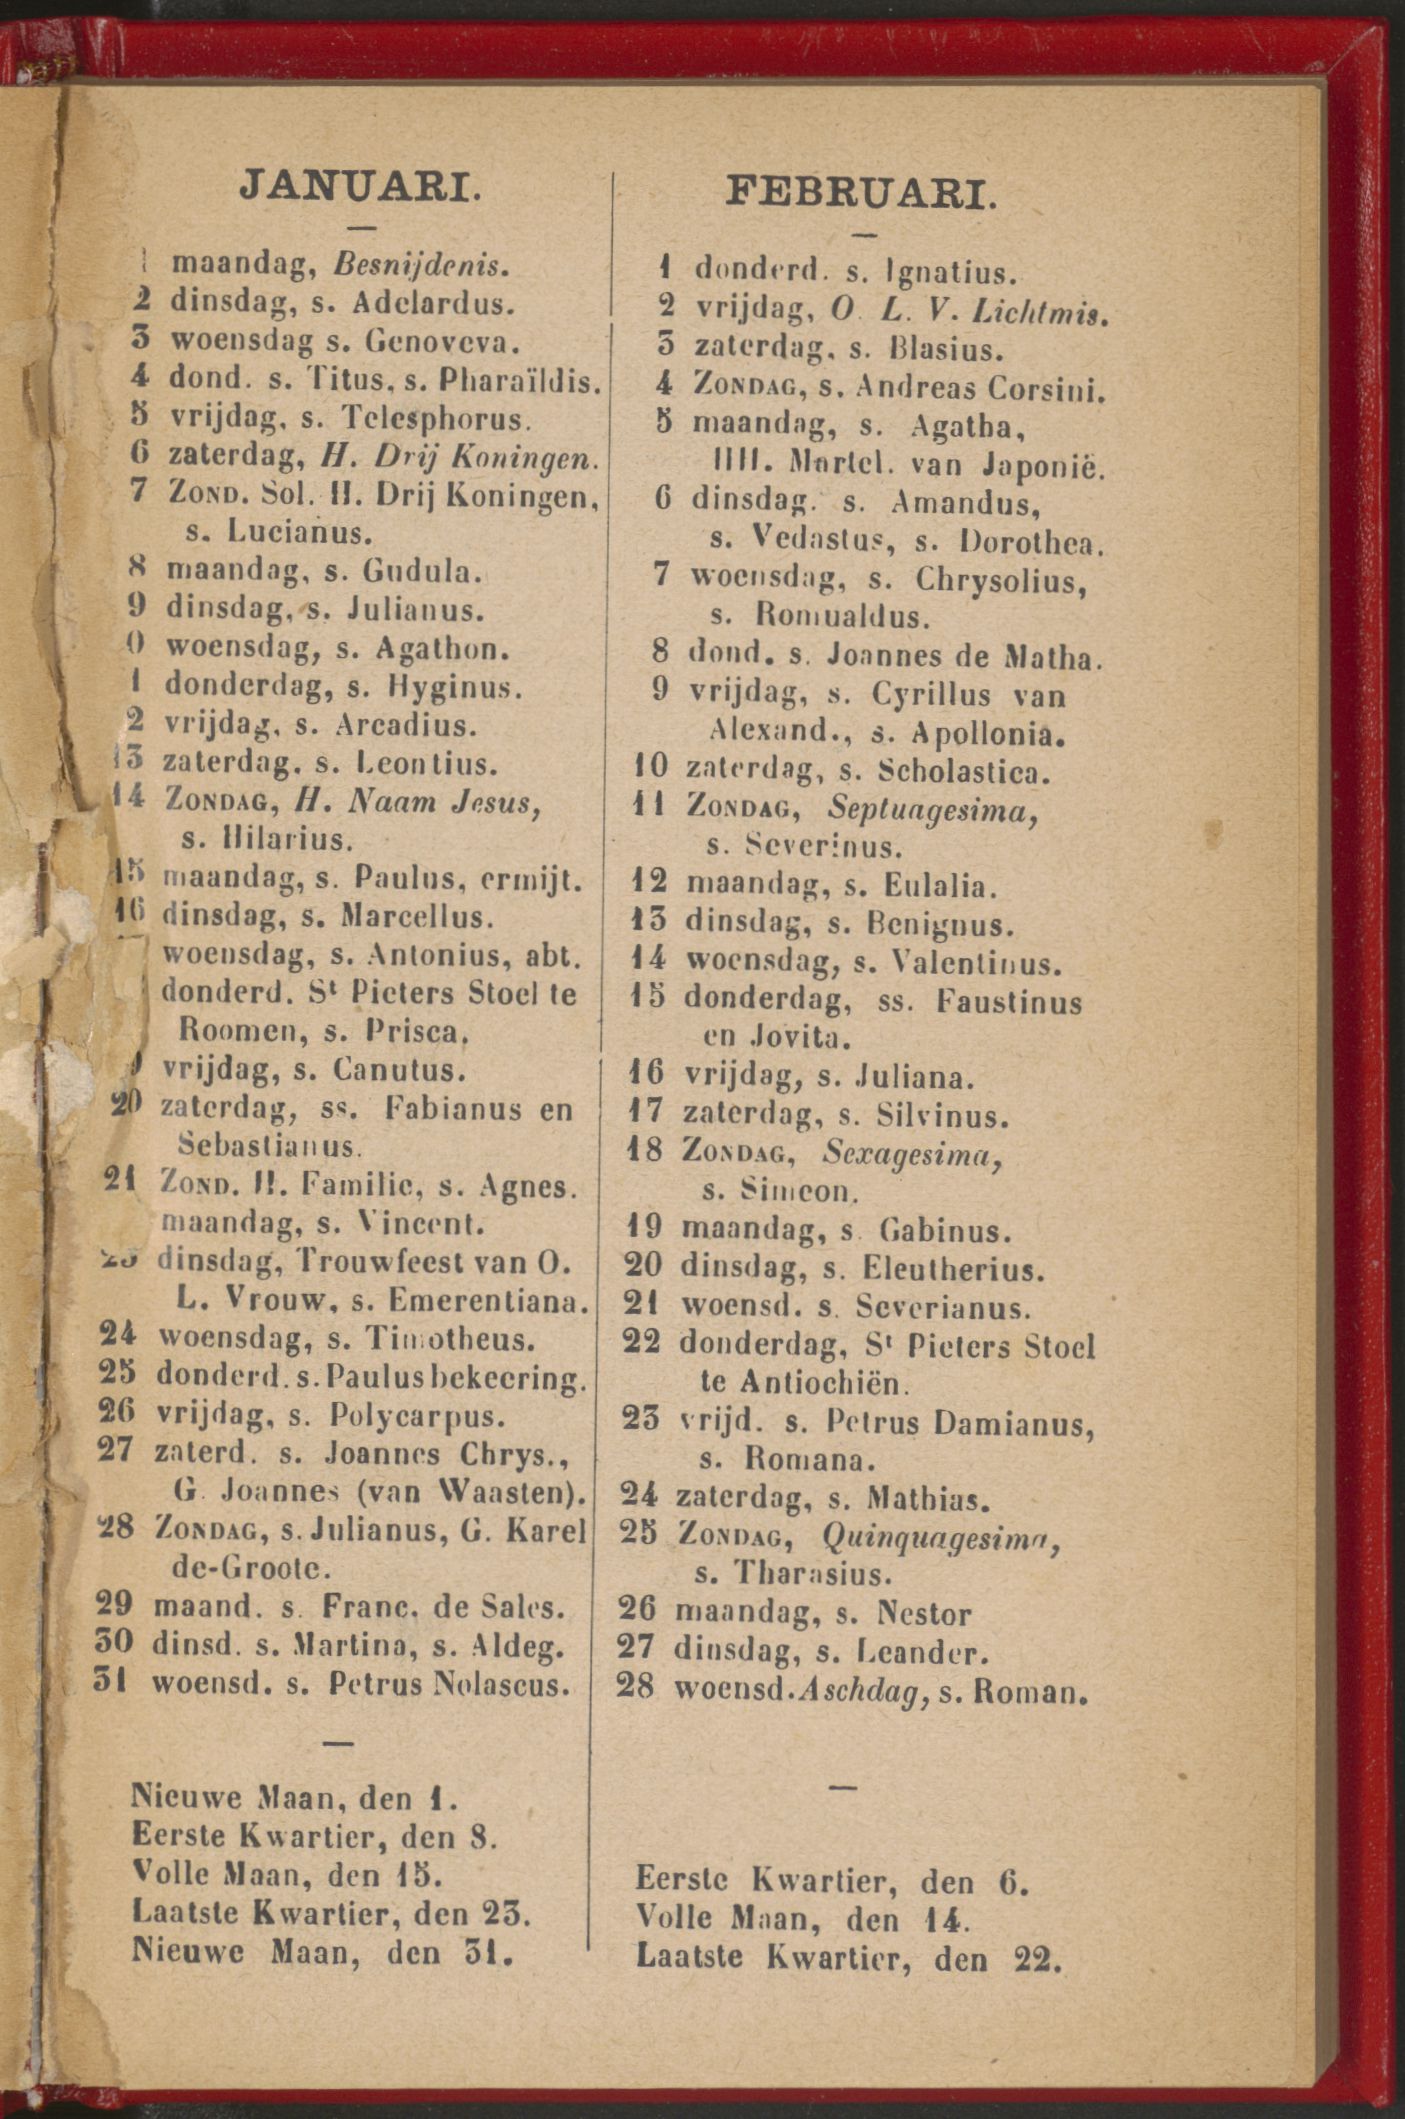 JANUARI.
1 maandag, Besnijdenis.
2 dinsdag, s. Adelardus.
3 woensdag s. Genoveva.
4 dond. s. Titus, s. Pharaïldis.
5 vrijdag, s. Telesphorus.
6 zaterdag, H. Drij Koningen.
7 ZOND. Sol. H. Drij Koningen,
s. Lucianus.
8 maandag, s. Gudula.
9 dinsdag, s. Julianus.
0 woensdag, s. Agathon.
1 donderdag, s. Hyginus.
2 vrijdag, s. Arcadius.
13 zaterdag. s. Leontius.
14 ZONDAG, H. Naam Jesus,
s. Hilarius.
15 maandag, s. Paulus, ermijt.
16 dinsdag, s. Marcellus.
woensdag, s. Antonius, abt.
donderd. St Pieters Stoel te
Roomen, s. Prisca.
vrijdag, s. Canutus.
20 zaterdag, ss. Fabianus en
Sebastianus.
21 ZOND. H. Familie, s. Agnes.
maandag, s. Vincent.
23 dinsdag, Trouwfeest van O.
L. Vrouw, s. Emerentiana.
24 woensdag, s. Timotheus.
25 donderd. s. Paulus bekeering.
26 vrijdag, s. Polycarpus.
27 zaterd. s. Joannes Chrys.,
G. Joannes (van Waasten).
28 ZONDAG, s. Julianus, G. Karel
de-Groote.
29 maand. s. Franc. de Sales.
30 dinsd. s. Martina, s. Aldeg.
31 woensd. s. Petrus Nolascus.
Nieuwe Maan, den 1.
Eerste Kwartier, den 8.
Volle Maan, den 15.
Laatste Kwartier, den 23.
Nieuwe Maan, den 31.
FEBRUARI.
1 donderd. s. Ignatius.
2 vrijdag, O. L. V. Lichtmis.
3 zaterdag, s. Blasius.
4 ZONDAG, s. Andreas Corsini.
5 maandag, s. Agatha,
HH. Martel. van Japonië.
6 dinsdag. s. Amandus,
s. Vedastus, s. Dorothea.
7 woensdag, s. Chrysolius,
s. Romualdus.
8 dond. s. Joannes de Matha.
9 vrijdag, s. Cyrillus van
Alexand., s. Apollonia.
10 zaterdag, s. Scholastica.
11 ZONDAG, Septuagesima,
s. Severinus.
12 maandag, s. Eulalia.
13 dinsdag, s. Benignus.
14 woensdag, s. Valentinus.
15 donderdag, ss. Faustinus
en Jovita.
16 vrijdag, s. Juliana.
17 zaterdag, s. Silvinus.
18 ZONDAG, Sexagesima,
s. Simeon.
19 maandag, s. Gabinus.
20 dinsdag, s. Eleutherius.
21 woensd. s. Severianus.
22 donderdag, St Pieters Stoel
te Antiochiën.
23 vrijd. s. Petrus Damianus,
s. Romana.
24 zaterdag, s. Mathias.
25 ZONDAG, Quinquagesima,
s. Tharasius.
26 maandag, s. Nestor
27 dinsdag, s. Leander.
28 woensd. Aschdag, s. Roman.
Eerste Kwartier, den 6.
Volle Maan, den 14.
Laatste Kwartier, den 22.